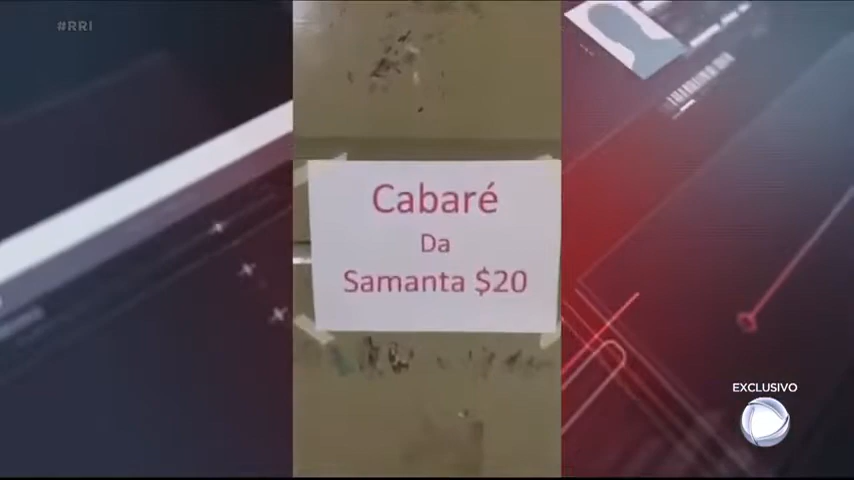 #RRI
Cabaré
Da
Samanta $20
EXCLUSIVO